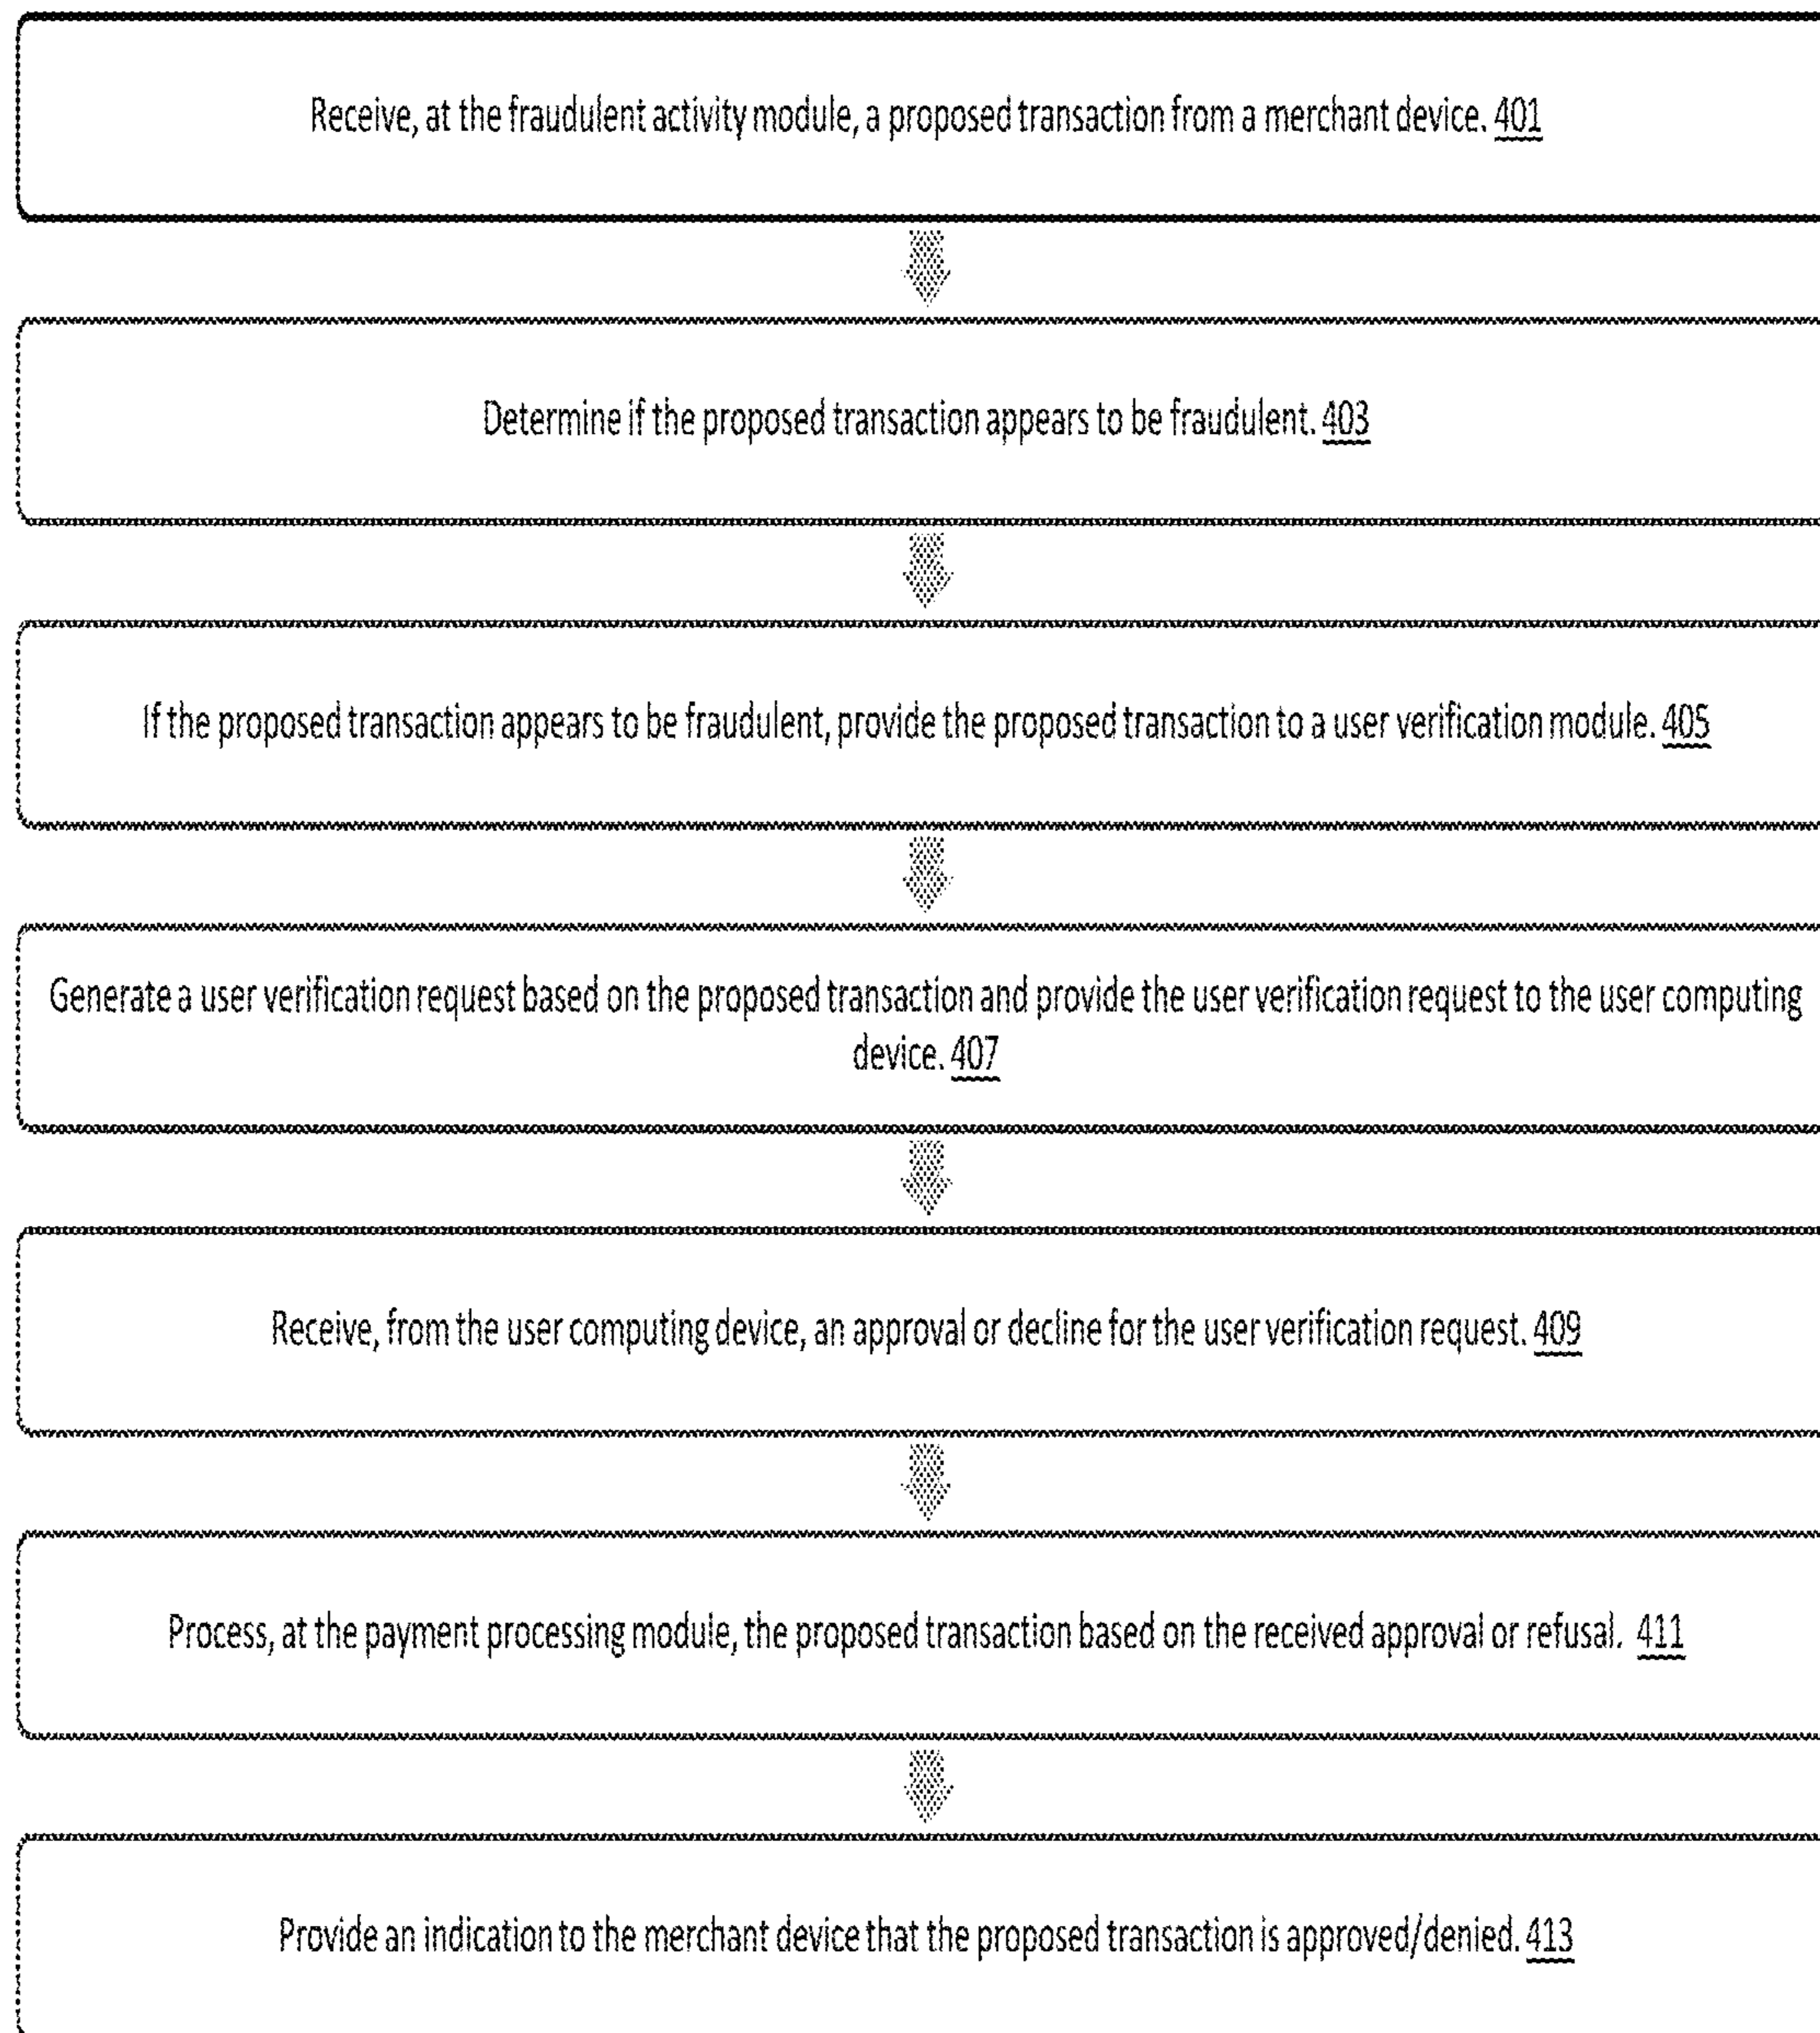 Receive, at the fraudulent activity module, a proposed transaction from a merchant device. 401
Determine if the proposed transaction appears to be fraudulent. 403
If the proposed transaction appears to be fraudulent, provide the proposed transaction to a user verification module. 405
Generate a user verification request based on the proposed transaction and provide the user verification request to the user computing
device. 407
Receive, from the user computing device, an approval or decline for the user verification request. 409
Process, at the payment processing module, the proposed transaction based on the received approval or refusal. 411
Provide an indication to the merchant device that the proposed transaction is approved/denied. 413